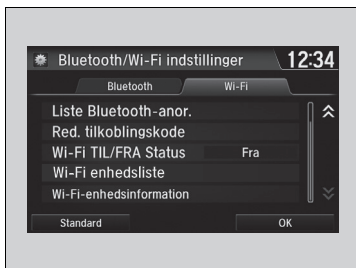 Bluetooth/Wi-Fi indstillinger 12:34
Bluetooth Wi-Fi
Liste Bluetooth-anor.
Red. tilkoblingskode
Wi-Fi TIL/FRA Status Fra
Wi-Fi enhedsliste
Wi-Fi-enhedsinformation
Standard OK